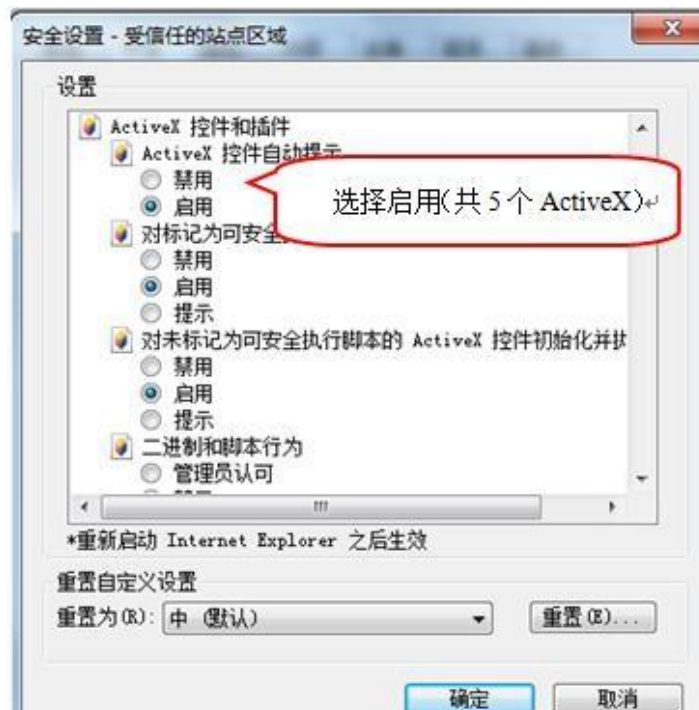 安全设置 - 受信任的站点区域
设置
ActiveX 控件和插件
ActiveX 控件自动提示
禁用
启用
选择启用(共 5 个 ActiveX)↵
对标记为可安全
禁用
启用
提示
对未标记为可安全执行脚本的 ActiveX 控件初始化并执
禁用
启用
提示
二进制和脚本行为
管理员认可
*重新启动 Internet Explorer 之后生效
重置自定义设置
重置为(R): 中 (默认)
重置(E)...
确定
取消